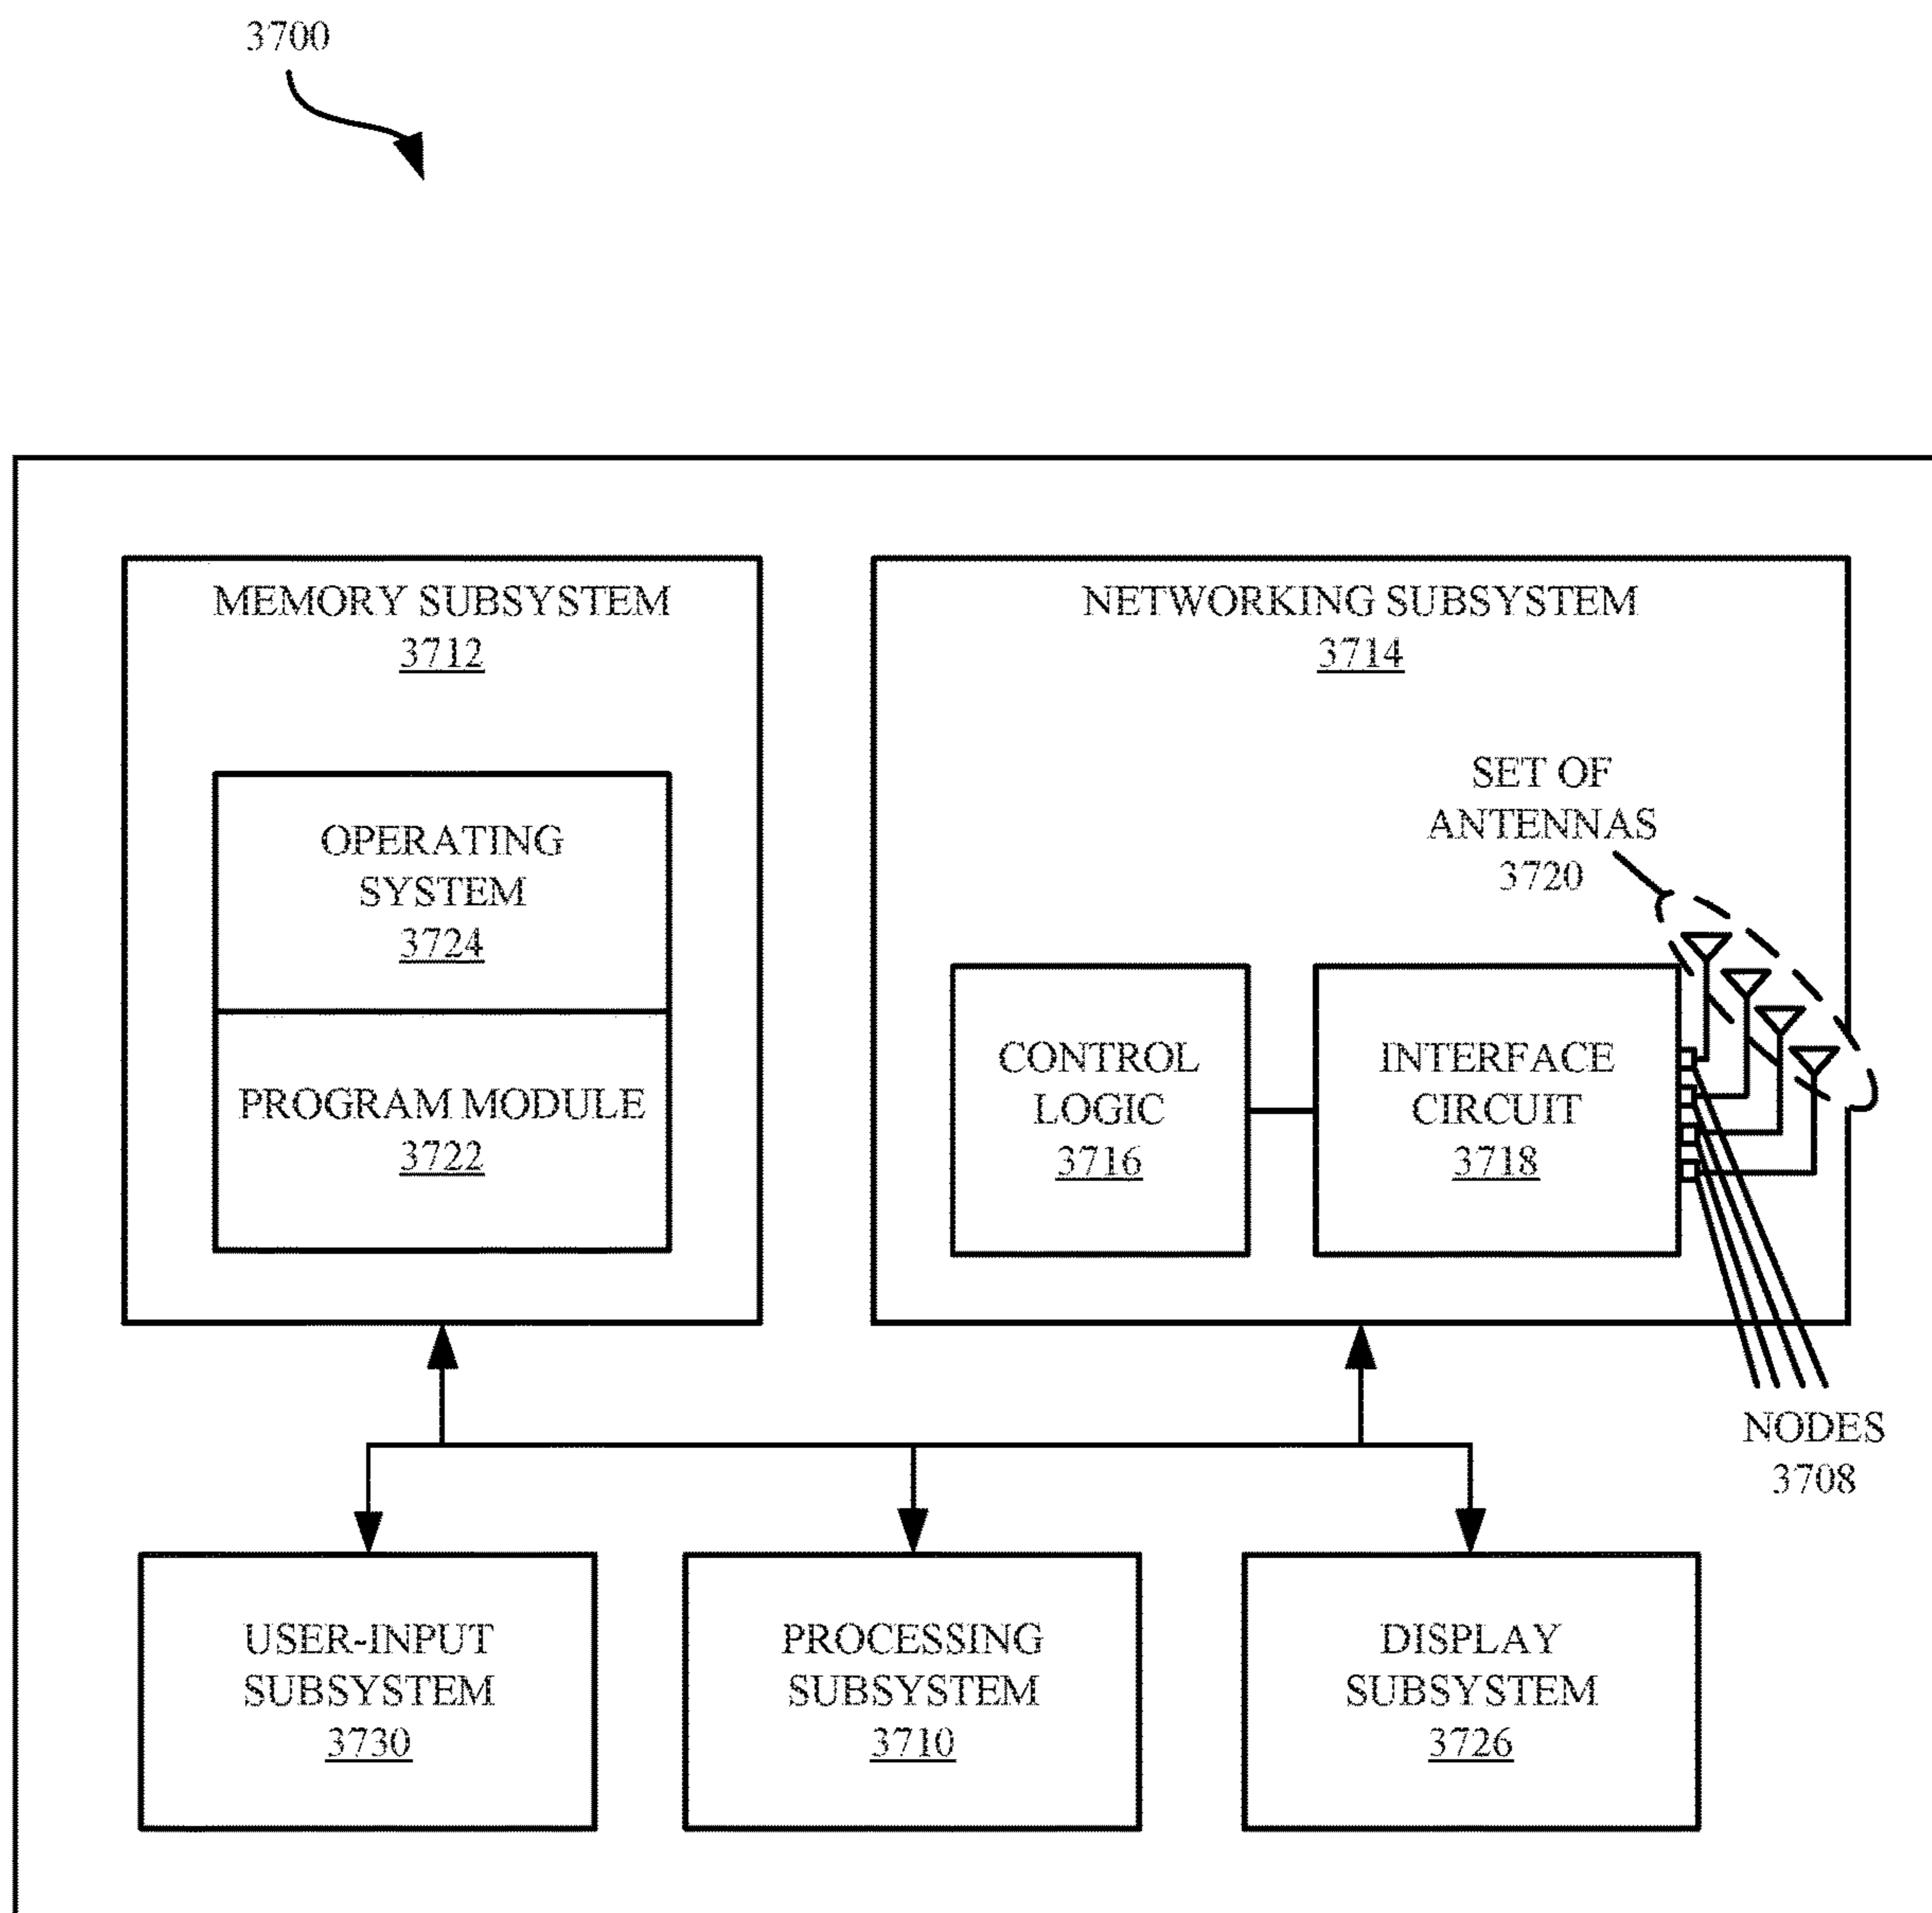 3700
MEMORY SUBSYSTEM
3712
OPERATING
SYSTEM
3724
PROGRAM MODULE
3722
NETWORKING SUBSYSTEM
3714
SET OF
ANTENNAS
3720
CONTROL
LOGIC
3716
INTERFACE
CIRCUIT
3718
NODES
3708
USER-INPUT
SUBSYSTEM
3730
PROCESSING
SUBSYSTEM
3710
DISPLAY
SUBSYSTEM
3726